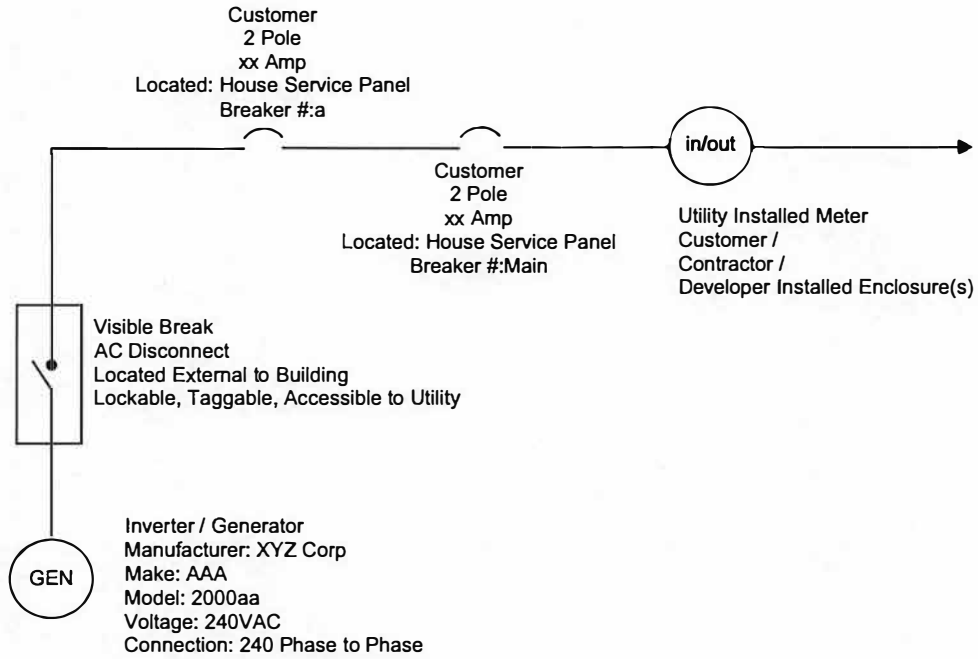 Customer
2 Pole
xx Amp
Located: House Service Panel
Breaker #:a
in/out
Customer
2 Pole
xx Amp
Located: House Service Panel
Breaker #:Main
Utility Installed Meter
Customer /
Contractor /
Developer Installed Enclosure(s)
Visible Break
AC Disconnect
Located External to Building
Lockable, Taggable, Accessible to Utility
GEN
Inverter / Generator
Manufacturer: XYZ Corp
Make: AAA
Model: 2000aa
Voltage: 240VAC
Connection: 240 Phase to Phase